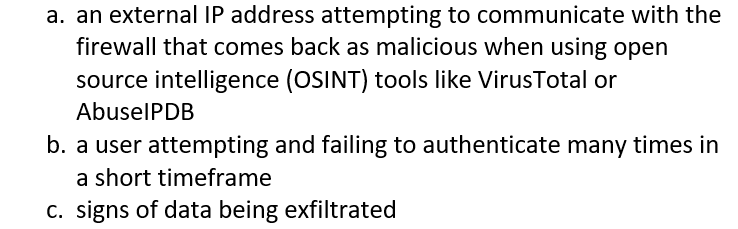 a. an external IP address attempting to communicate with the
firewall that comes back as malicious when using open
source intelligence (OSINT) tools like VirusTotal or
AbuseIPDB
b. a user attempting and failing to authenticate many times in
a short timeframe
c. signs of data being exfiltrated